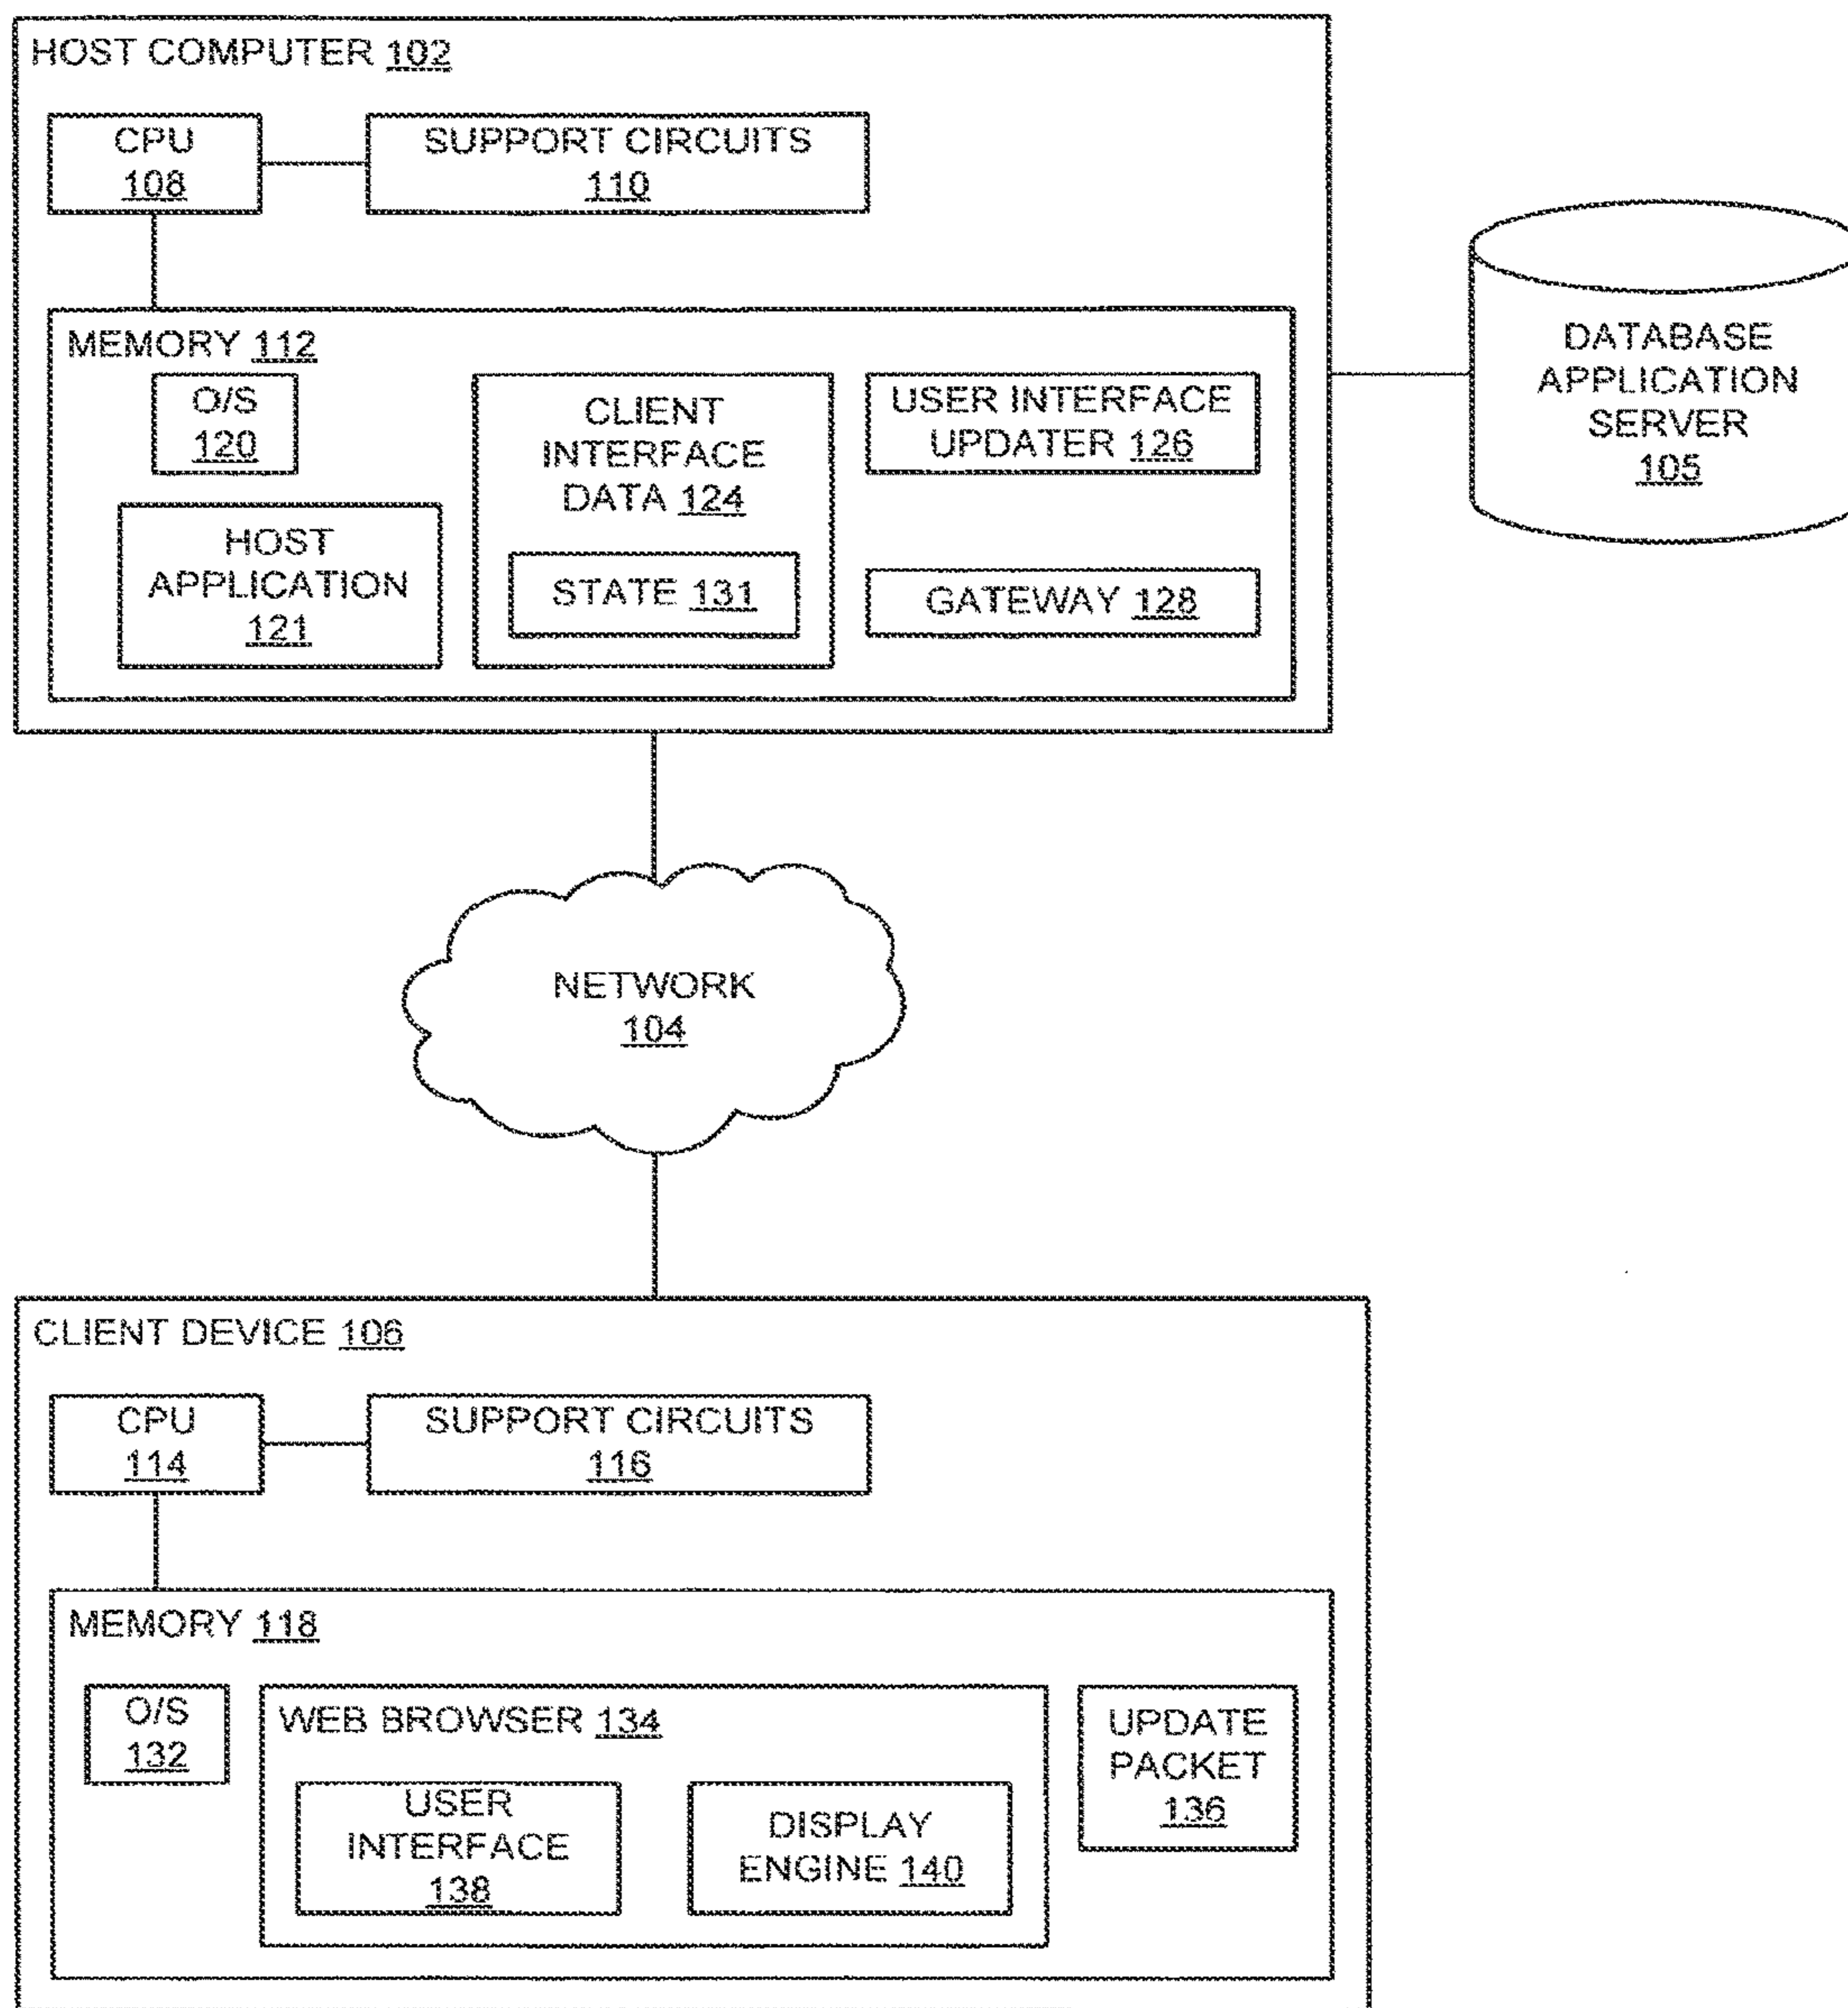 HOST COMPUTER 102
CPU
108
SUPPORT CIRCUITS
110
MEMORY 112
O/S
120
HOST
APPLICATION
121
CLIENT
INTERFACE
DATA 124
STATE 131
USER INTERFACE
UPDATER 126
GATEWAY 128
DATABASE
APPLICATION
SERVER
105
NETWORK
104
CLIENT DEVICE 106
CPU
114
SUPPORT CIRCUITS
116
MEMORY 118
O/S
132
WEB BROWSER 134
USER
INTERFACE
138
DISPLAY
ENGINE 140
UPDATE
PACKET
136